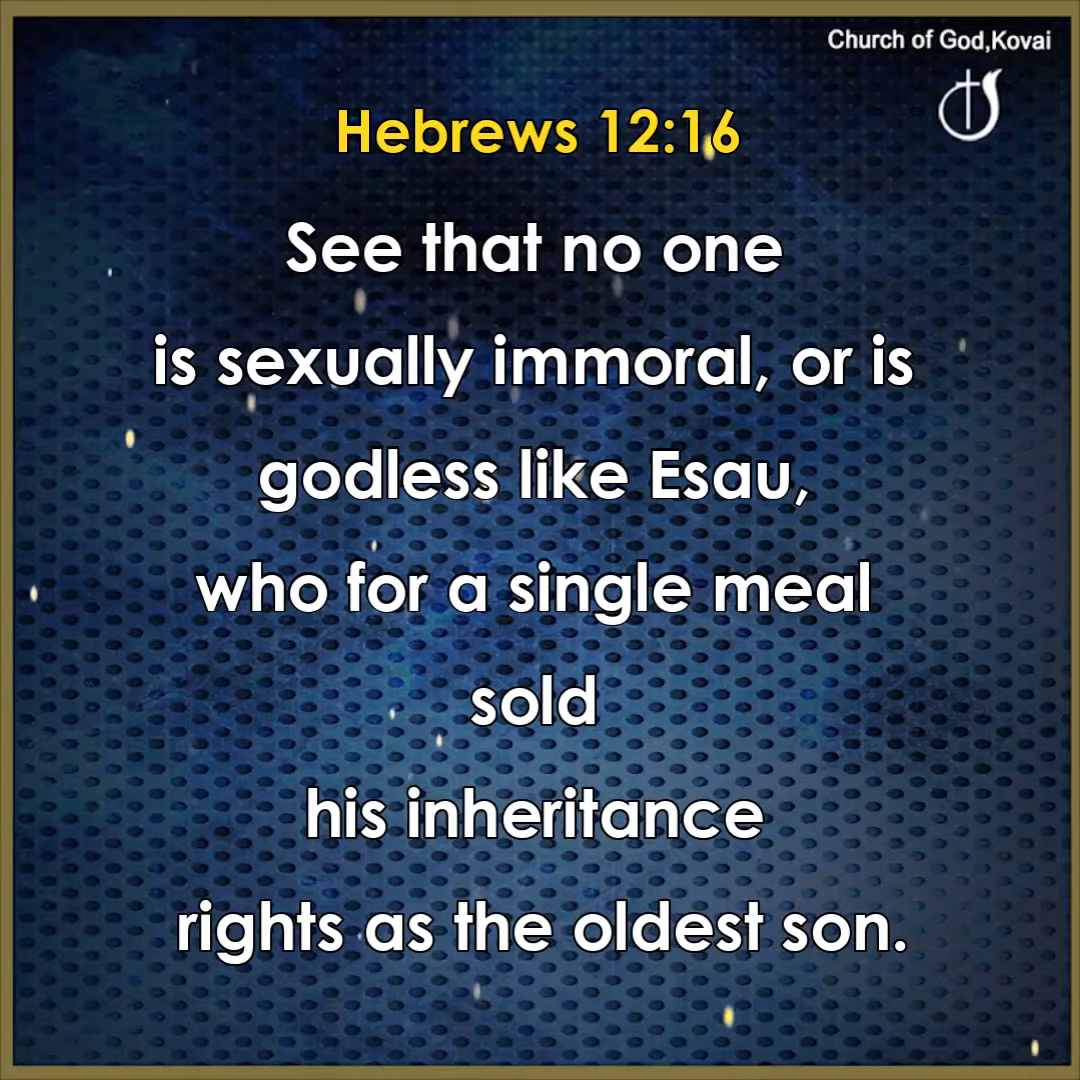 Church of God,Kovai
Hebrews 12:16
See that no one
is sexually immoral, or is
godless like Esau,
who for a single meal
sold
his inheritance
rights as the oldest son.